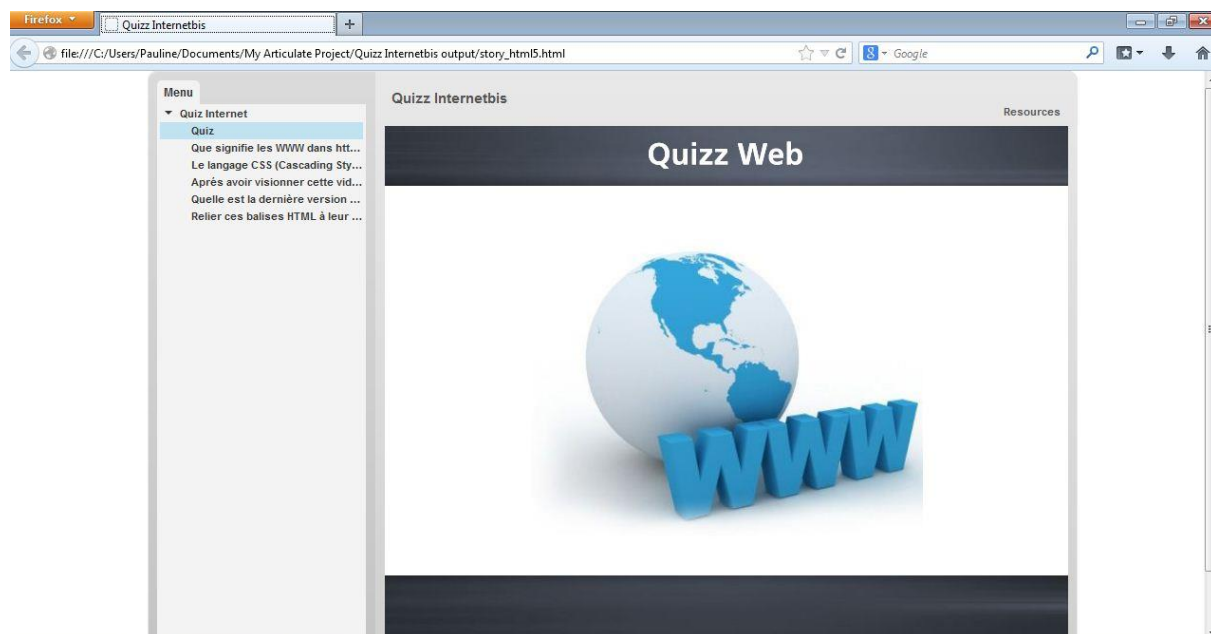 Firefox
Quizz Internetbis
+
file:///C:/Users/Pauline/Documents/My Articulate Project/Quizz Internetbis output/story_html5.html
8
Google
Menu
Quiz Internet
Quiz
Que signifie les WWW dans htt...
Le langage CSS (Cascading Sty...
Après avoir visionner cette vid...
Quelle est la dernière version ...
Relier ces balises HTML à leur ...
Quizz Internetbis
Resources
Quizz Web
WWW